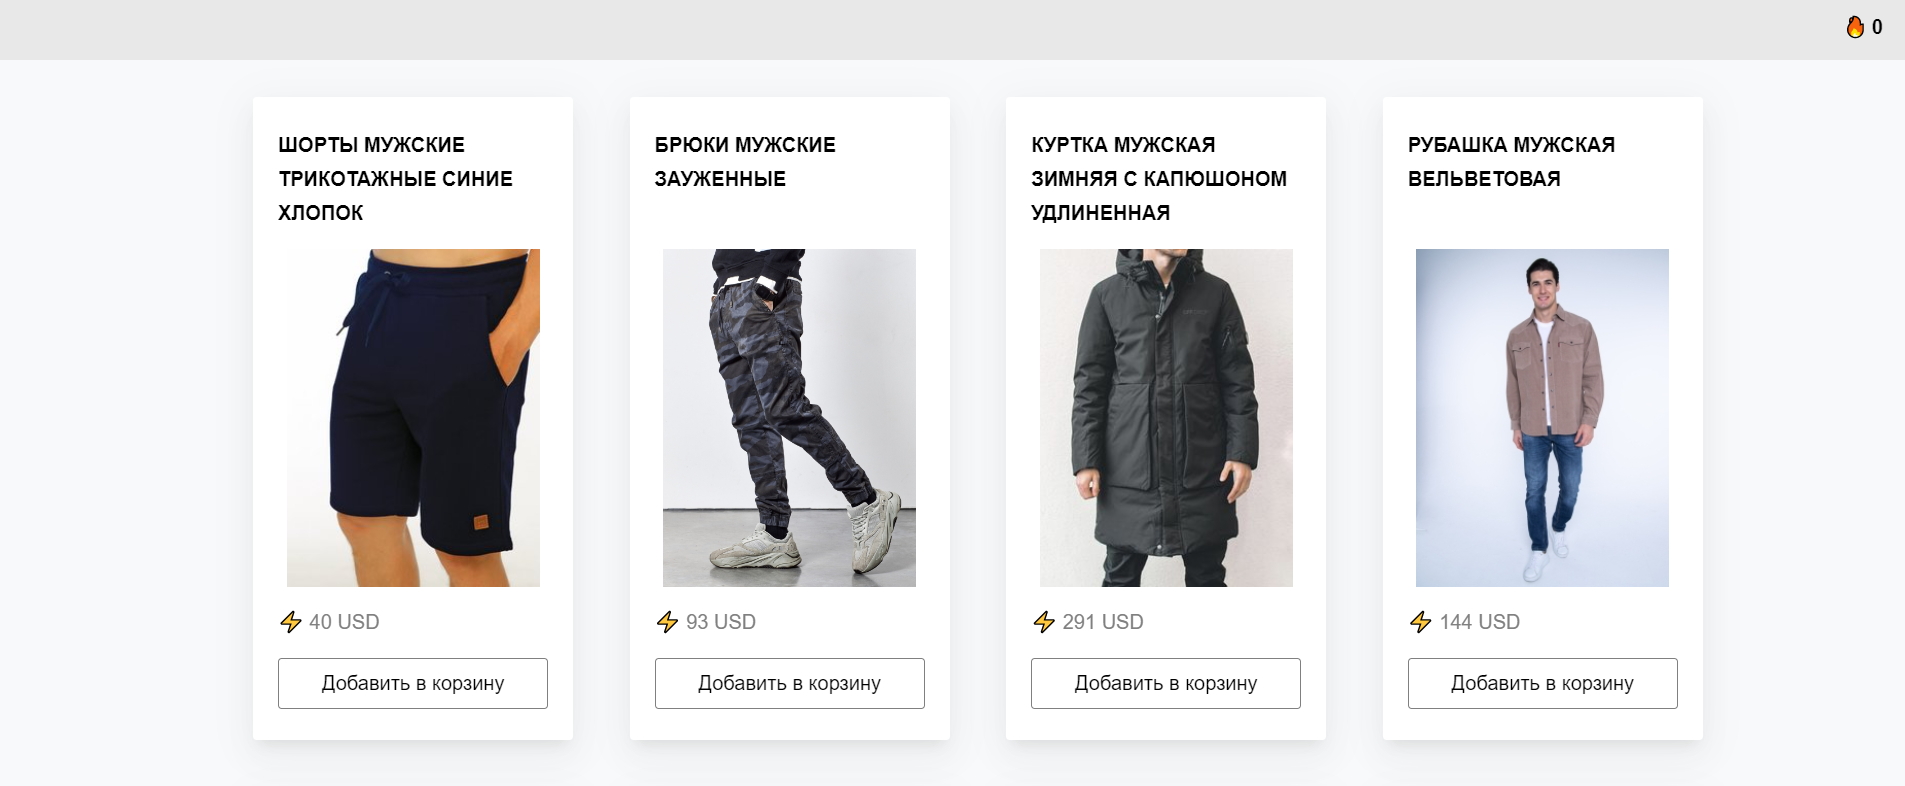 0
ШОРТЫ МУЖСКИЕ
ТРИКОТАЖНЫЕ СИНИЕ
ХЛОПОК
40 USD
Добавить в корзину
БРЮКИ МУЖСКИЕ
ЗАУЖЕННЫЕ
93 USD
Добавить в корзину
КУРТКА МУЖСКАЯ
ЗИМНЯЯ С КАПЮШОНОМ
УДЛИНЕННАЯ
291 USD
Добавить в корзину
РУБАШКА МУЖСКАЯ
ВЕЛЬВЕТОВАЯ
144 USD
Добавить в корзину